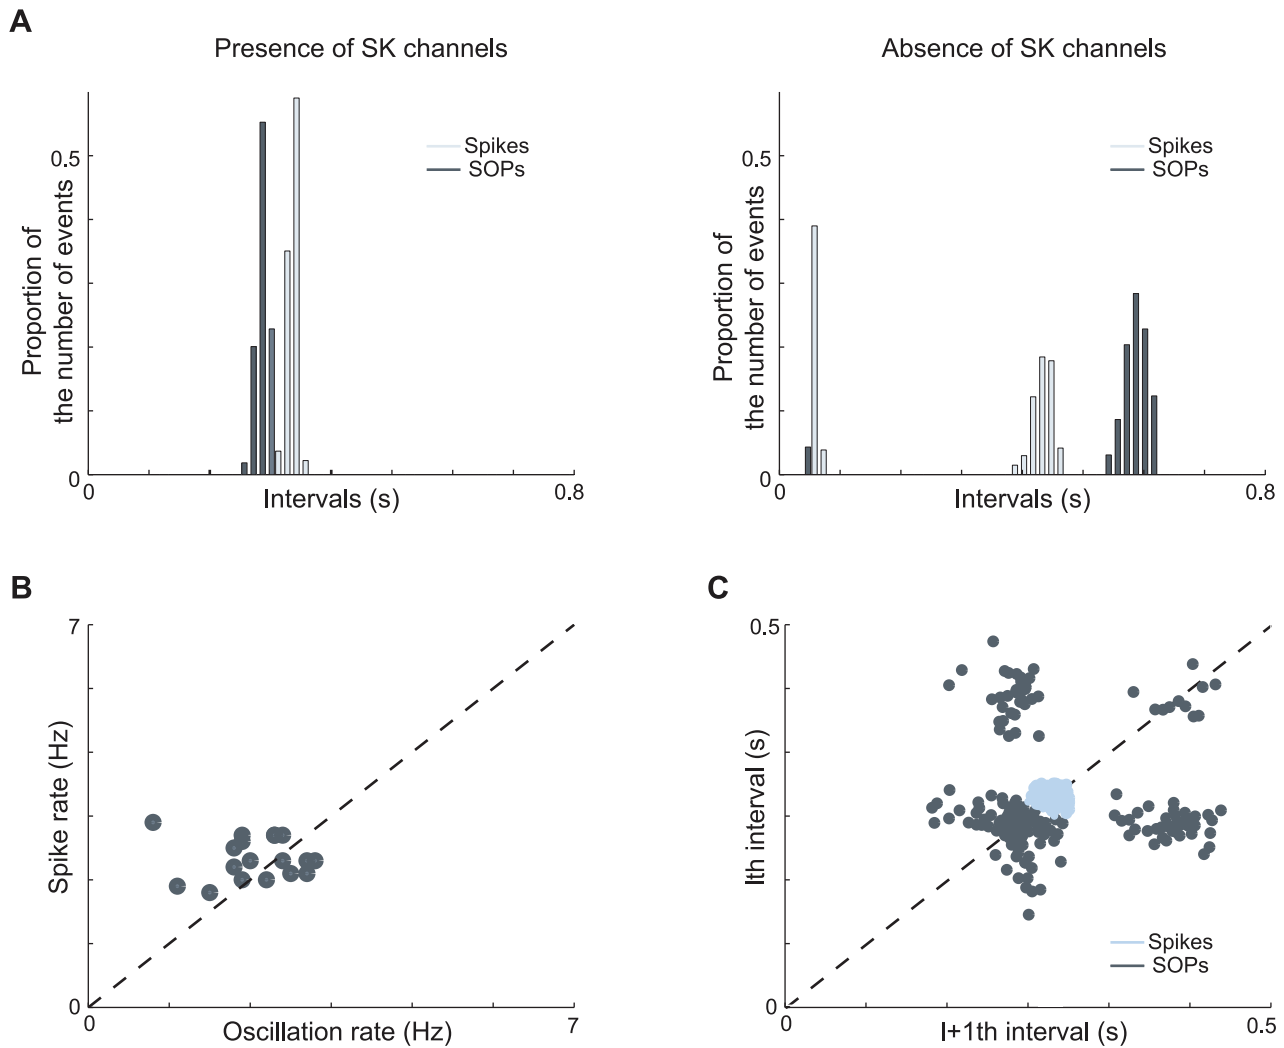 A
Presence of SK channels
Absence of SK channels
0.5
0
Proportion of
the number of events
Spikes
SOPs
0
Intervals (s)
0.8
0.5
0
Proportion of
the number of events
Spikes
SOPs
0
Intervals (s)
0.8
B
7
0
Spike rate (Hz)
0
Oscillation rate (Hz)
7
C
0.5
0
Ith interval (s)
Spikes
SOPs
0
I+1th interval (s)
0.5